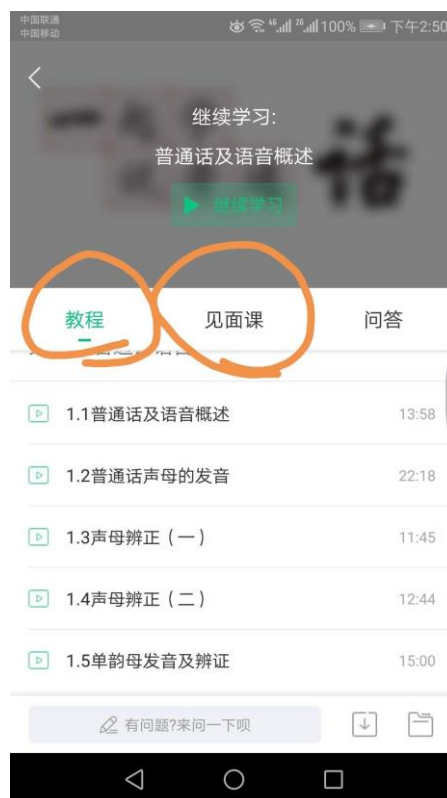 中国联通
中国移动
4G 2G 100% 下午2:50
继续学习:
普通话及语音概述
继续学习
教程 见面课 问答
1.1普通话及语音概述 13:58
1.2普通话声母的发音 22:18
1.3声母辨正（一） 11:45
1.4声母辨正（二） 12:44
1.5单韵母发音及辨证 15:00
有问题?来问一下呗